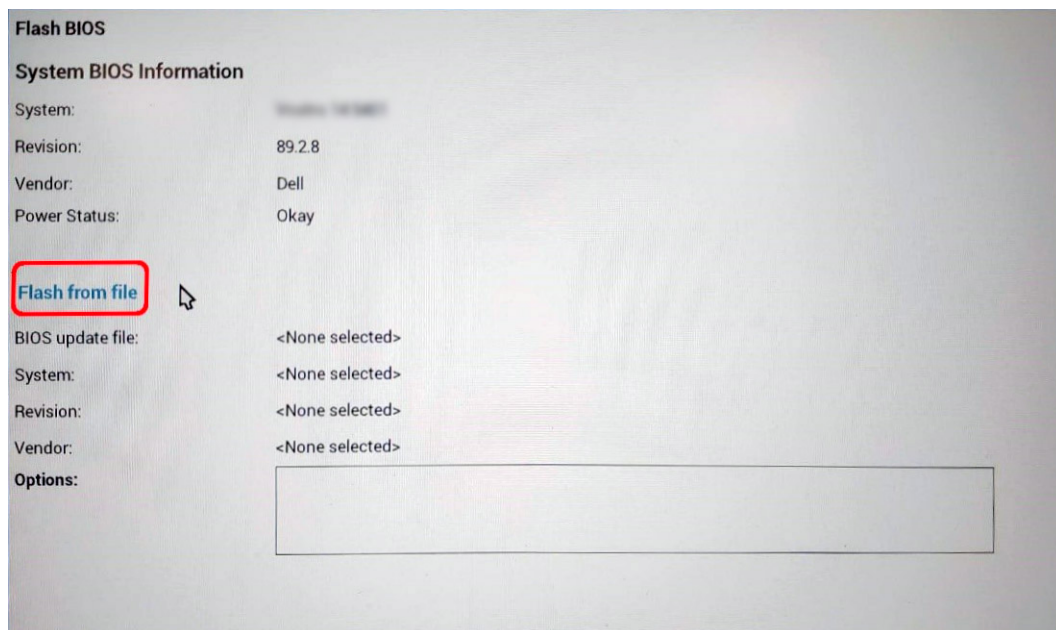 Flash BIOS
System BIOS Information
System:
Revision: 89.2.8
Vendor: Dell
Power Status: Okay
Flash from file
BIOS update file: <None selected>
System: <None selected>
Revision: <None selected>
Vendor: <None selected>
Options: